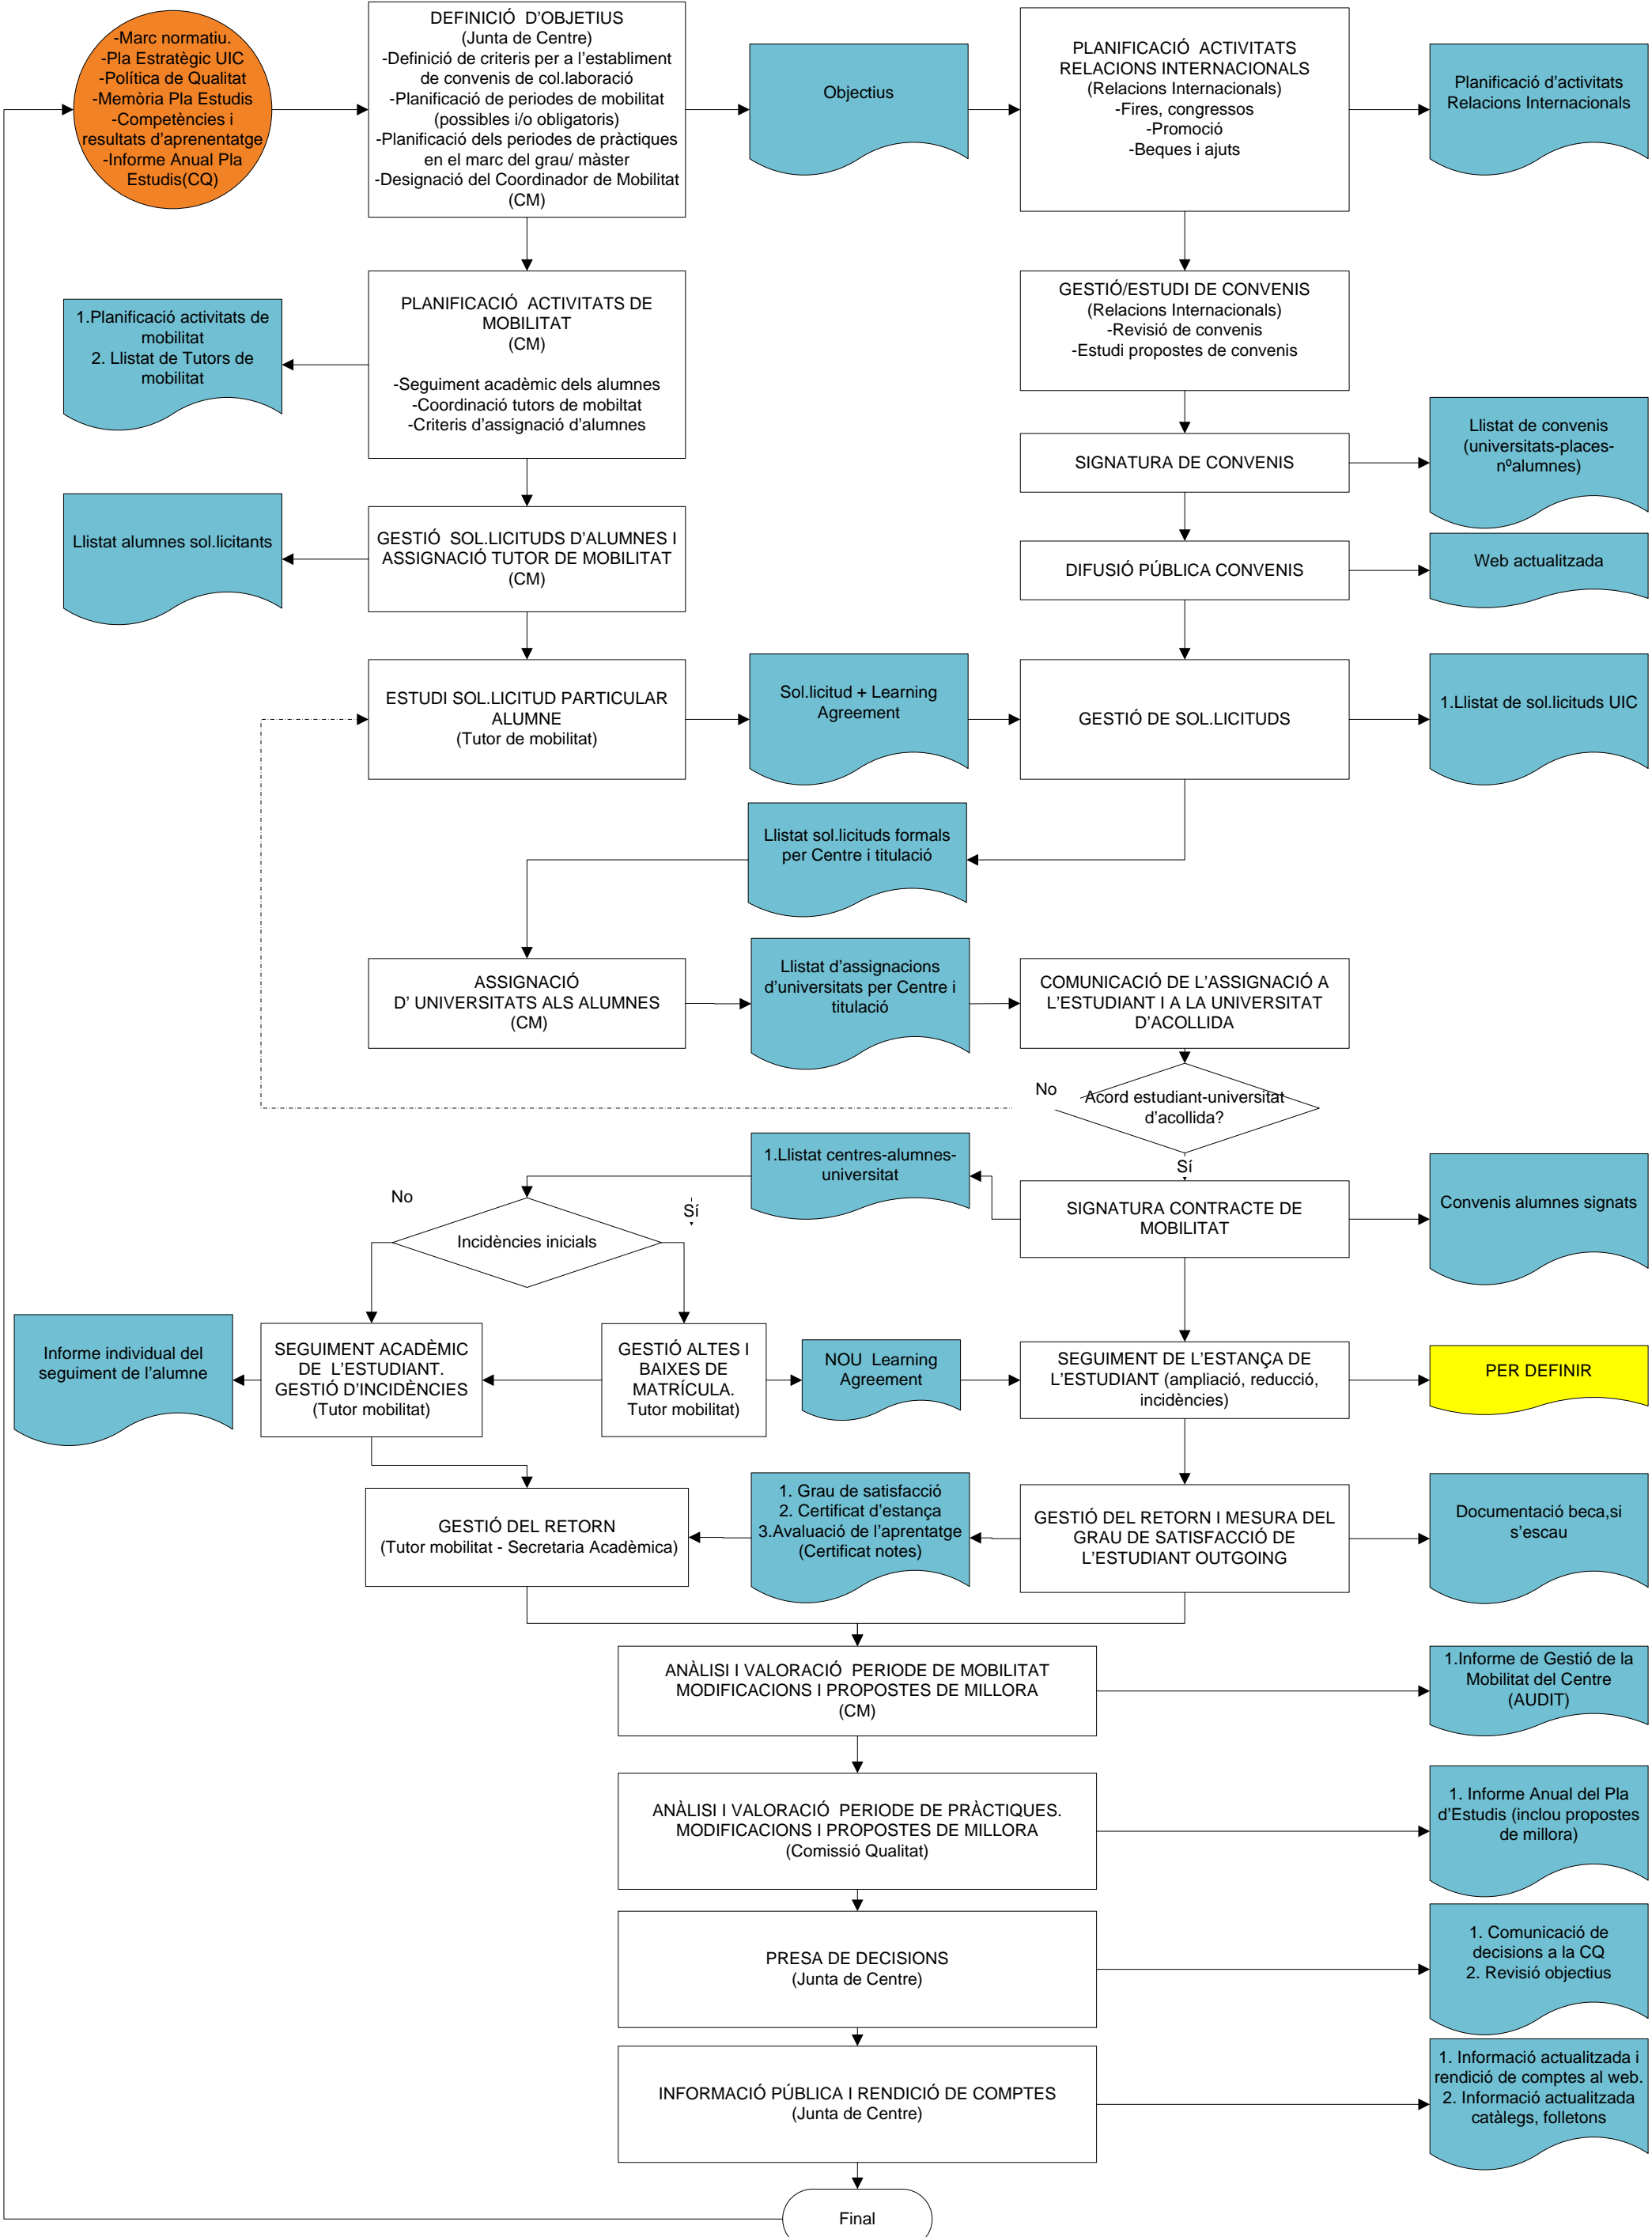 -Marc normatiu.
-Pla Estratègic UIC
-Política de Qualitat
-Memòria Pla Estudis
-Competències i
resultats d'aprenentatge
-Informe Anual Pla
Estudis(CQ)
DEFINICIÓ D'OBJETIUS
(Junta de Centre)
-Definició de criteris per a l'establiment
de convenis de col.laboració
-Planificació de periodes de mobilitat
(possibles i/o obligatoris)
-Planificació dels periodes de pràctiques
en el marc del grau/ màster
-Designació del Coordinador de Mobilitat
(CM)
Objectius
PLANIFICACIÓ ACTIVITATS
RELACIONS INTERNACIONALS
(Relacions Internacionals)
-Fires, congressos
-Promoció
-Beques i ajuts
Planificació d'activitats
Relacions Internacionals
1.Planificació activitats de
mobilitat
2. Llistat de Tutors de
mobilitat
PLANIFICACIÓ ACTIVITATS DE
MOBILITAT
(CM)
-Seguiment acadèmic dels alumnes
-Coordinació tutors de mobiltat
-Criteris d'assignació d'alumnes
GESTIÓ/ESTUDI DE CONVENIS
(Relacions Internacionals)
-Revisió de convenis
-Estudi propostes de convenis
SIGNATURA DE CONVENIS
Llistat de convenis
(universitats-places-
nºalumnes)
Llistat alumnes sol.licitants
GESTIÓ SOL.LICITUDS D'ALUMNES I
ASSIGNACIÓ TUTOR DE MOBILITAT
(CM)
DIFUSIÓ PÚBLICA CONVENIS
Web actualitzada
ESTUDI SOL.LICITUD PARTICULAR
ALUMNE
(Tutor de mobilitat)
Sol.licitud + Learning
Agreement
GESTIÓ DE SOL.LICITUDS
1.Llistat de sol.licituds UIC
Llistat sol.licituds formals
per Centre i titulació
ASSIGNACIÓ
D' UNIVERSITATS ALS ALUMNES
(CM)
Llistat d'assignacions
d'universitats per Centre i
titulació
COMUNICACIÓ DE L'ASSIGNACIÓ A
L'ESTUDIANT I A LA UNIVERSITAT
D'ACOLLIDA
No
Acord estudiant-universitat
d'acollida?
Sí
1.Llistat centres-alumnes-
universitat
SIGNATURA CONTRACTE DE
MOBILITAT
Convenis alumnes signats
No
Sí
Incidències inicials
Informe individual del
seguiment de l'alumne
SEGUIMENT ACADÈMIC
DE L'ESTUDIANT.
GESTIÓ D'INCIDÈNCIES
(Tutor mobilitat)
GESTIÓ ALTES I
BAIXES DE
MATRÍCULA.
Tutor mobilitat)
NOU Learning
Agreement
SEGUIMENT DE L'ESTANÇA DE
L'ESTUDIANT (ampliació, reducció,
incidències)
PER DEFINIR
GESTIÓ DEL RETORN
(Tutor mobilitat - Secretaria Acadèmica)
1. Grau de satisfacció
2. Certificat d'estança
3.Avaluació de l'aprentatge
(Certificat notes)
GESTIÓ DEL RETORN I MESURA DEL
GRAU DE SATISFACCIÓ DE
L'ESTUDIANT OUTGOING
Documentació beca,si
s'escau
ANÀLISI I VALORACIÓ PERIODE DE MOBILITAT
MODIFICACIONS I PROPOSTES DE MILLORA
(CM)
1.Informe de Gestió de la
Mobilitat del Centre
(AUDIT)
ANÀLISI I VALORACIÓ PERIODE DE PRÀCTIQUES.
MODIFICACIONS I PROPOSTES DE MILLORA
(Comissió Qualitat)
1. Informe Anual del Pla
d'Estudis (inclou propostes
de millora)
PRESA DE DECISIONS
(Junta de Centre)
1. Comunicació de
decisions a la CQ
2. Revisió objectius
INFORMACIÓ PÚBLICA I RENDICIÓ DE COMPTES
(Junta de Centre)
1. Informació actualitzada i
rendició de comptes al web.
2. Informació actualitzada
catàlegs, folletons
Final